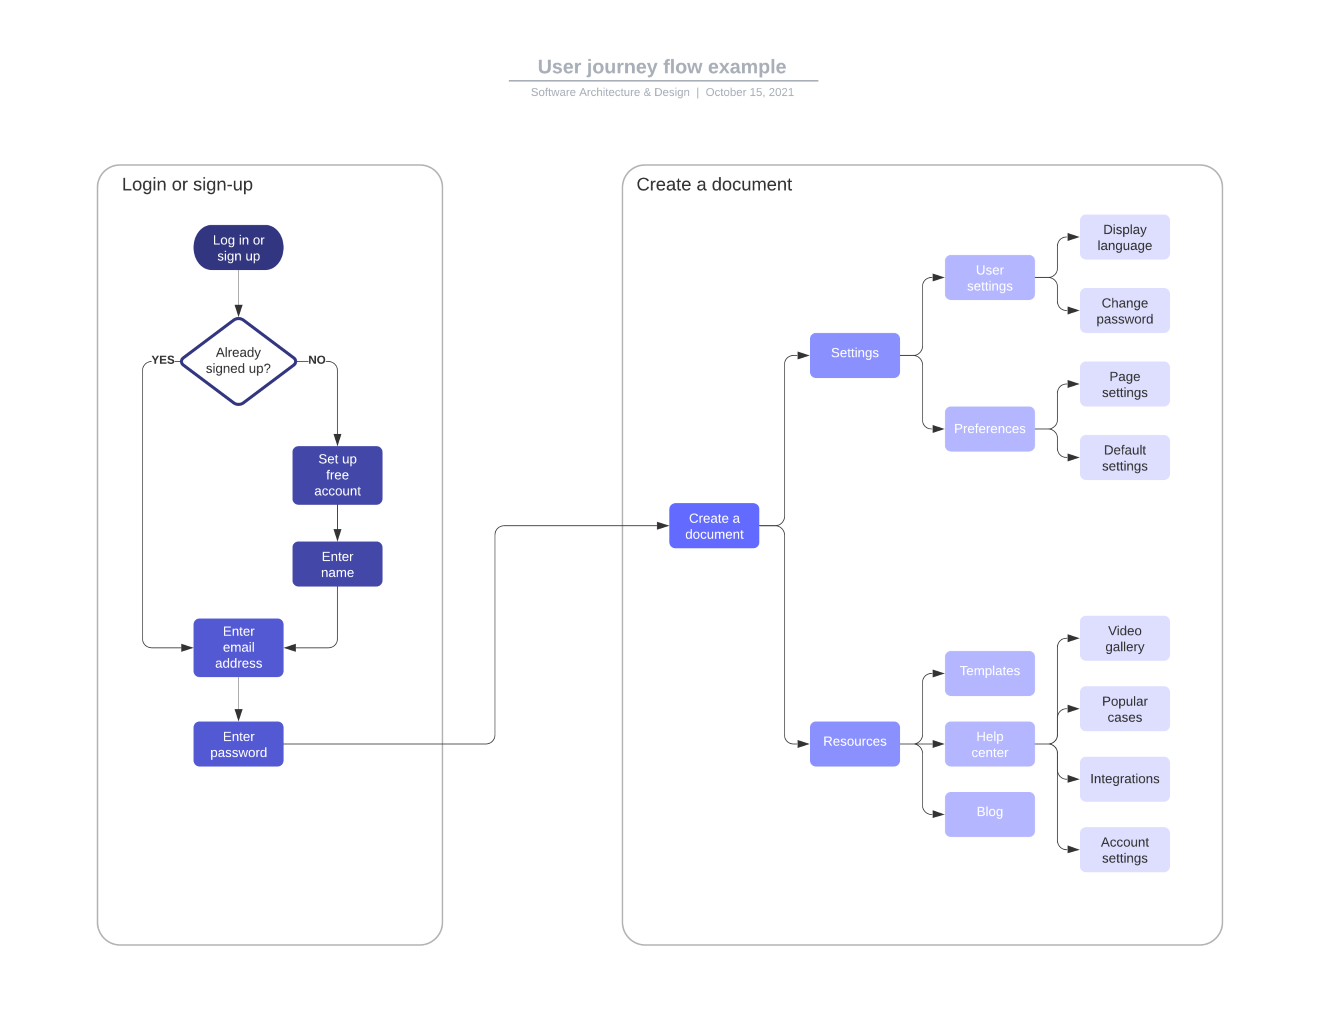 User journey flow example
Software Architecture & Design | October 15, 2021
Login or sign-up
Log in or
sign up
Already
signed up?
YES
NO
Set up
free
account
Enter
name
Enter
email
address
Enter
password
Create a document
Create a
document
Settings
User
settings
Display
language
Change
password
Preferences
Page
settings
Default
settings
Resources
Templates
Help
center
Blog
Video
gallery
Popular
cases
Integrations
Account
settings